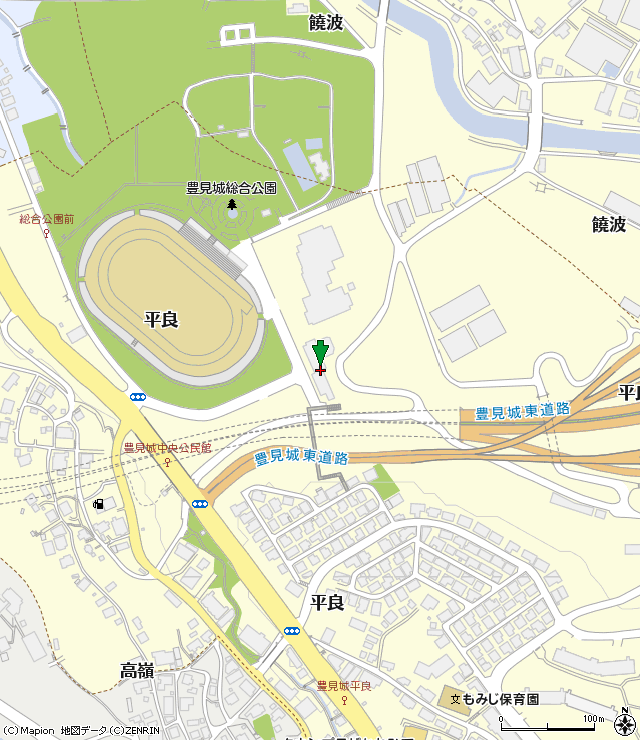 饒波
豊見城総合公園
総合公園前
饒波
平良
平良
豊見城東道路
豊見城中央公民館
豊見城東道路
平良
高嶺
豊見城平良
文 もみじ保育園
0 100m
(C)Mapion 地図データ(C)ZENRIN